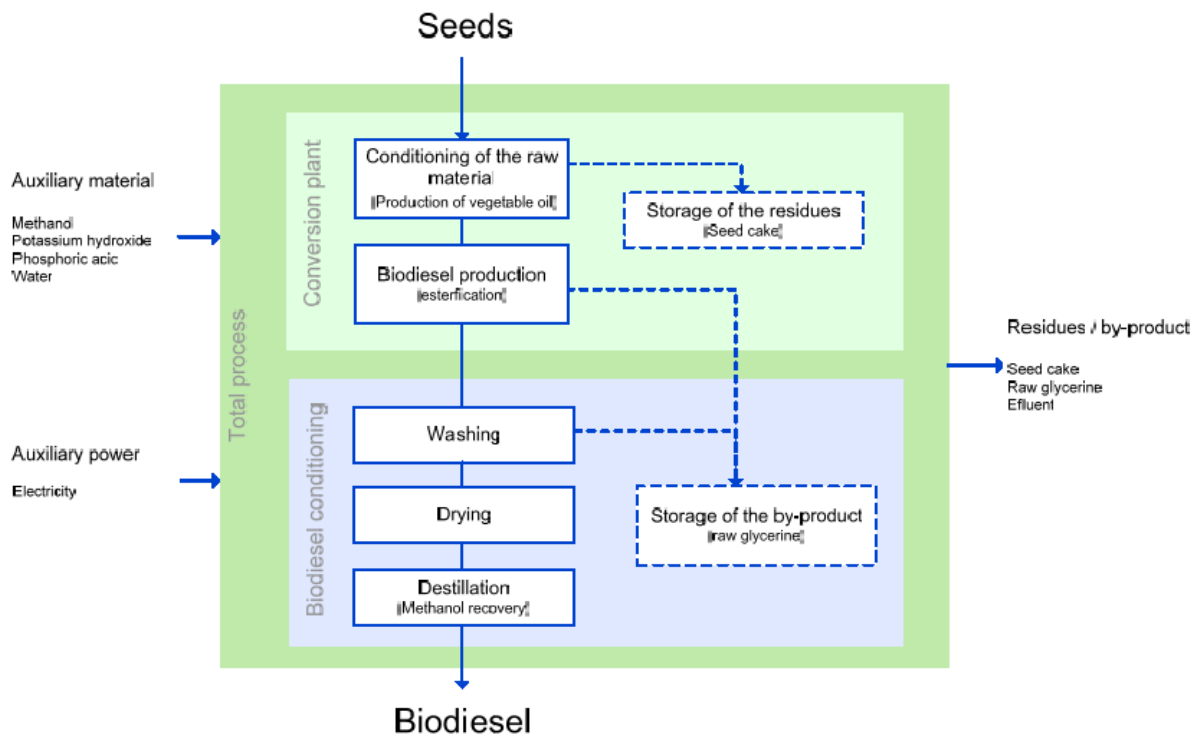 Seeds
Conversion plant
Conditioning of the raw
material
[Production of vegetable oil]
Storage of the residues
[Seed cake]
Biodiesel production
[esterfication]
Auxiliary material
Methanol
Potassium hydroxide
Phosphoric acic
Water
Total process
Residues / by-product
Seed cake
Raw glycerine
Efluent
Auxiliary power
Electricity
Biodiesel conditioning
Washing
Drying
Storage of the by-product
[raw glycerine]
Destillation
[Methanol recovery]
Biodiesel